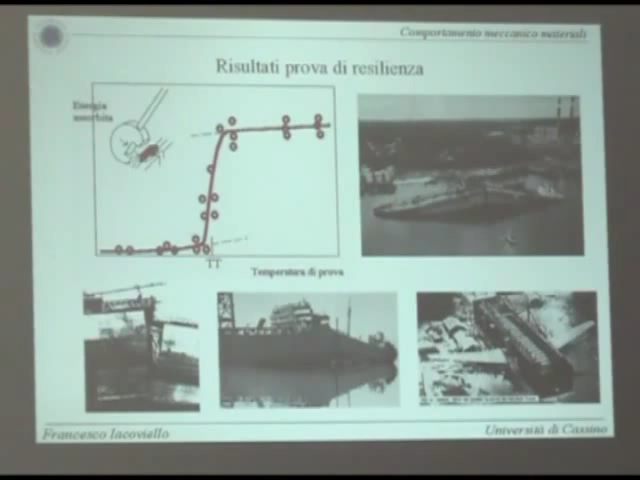 Comportamento meccanico materiali
Risultati prova di resilienza
Energia
assorbita
TT
Temperatura di prova
Francesco Iacoviello
Università di Cassino